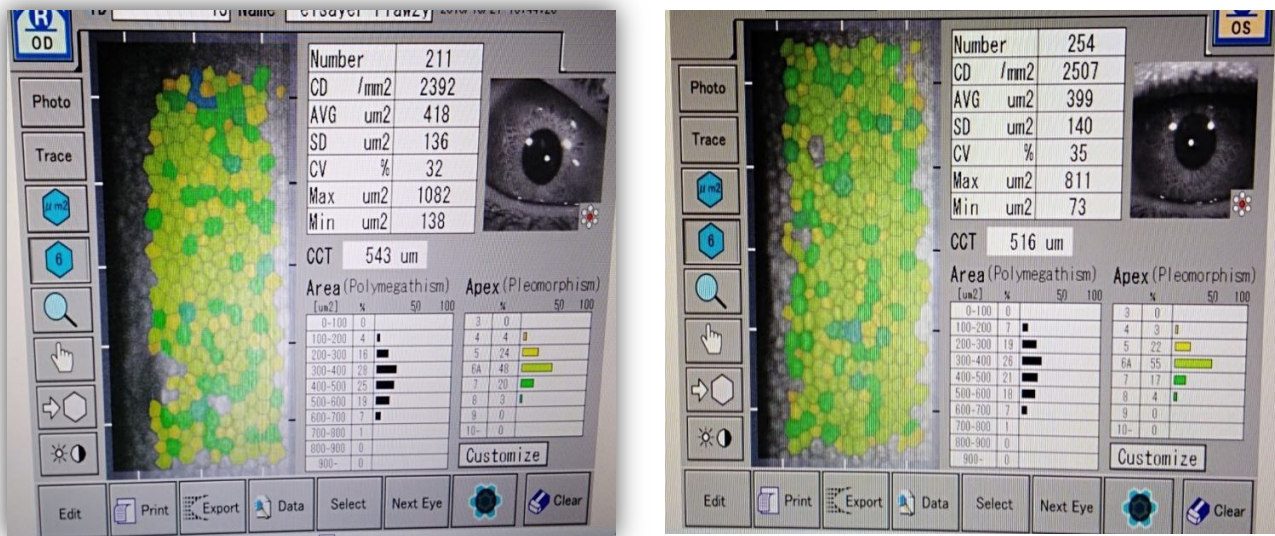 R
OD
Name
Photo
Trace
μm2
6
Number 211
CD /mm2 2392
AVG um2 418
SD um2 136
CV % 32
Max um2 1082
Min um2 138
CCT 543 um
Area (Polymegathism)
[um2] % 50 100
0-100 0
100-200 4
200-300 16
300-400 28
400-500 25
500-600 19
600-700 7
700-800 1
800-900 0
900- 0
Apex (Pleomorphism)
% 50 100
3 0
4 4
5 24
6A 48
7 20
8 3
9 0
10- 0
Customize
Edit
Print
Export
Data
Select
Next Eye
Clear
OS
Photo
Trace
μm2
6
Number 254
CD /mm2 2507
AVG um2 399
SD um2 140
CV % 35
Max um2 811
Min um2 73
CCT 516 um
Area (Polymegathism)
[um2] % 50 100
0-100 0
100-200 7
200-300 19
300-400 26
400-500 21
500-600 18
600-700 7
700-800 1
800-900 0
900- 0
Apex (Pleomorphism)
% 50 100
3 0
4 3
5 22
6A 55
7 17
8 4
9 0
10- 0
Customize
Edit
Print
Export
Data
Select
Next Eye
Clear